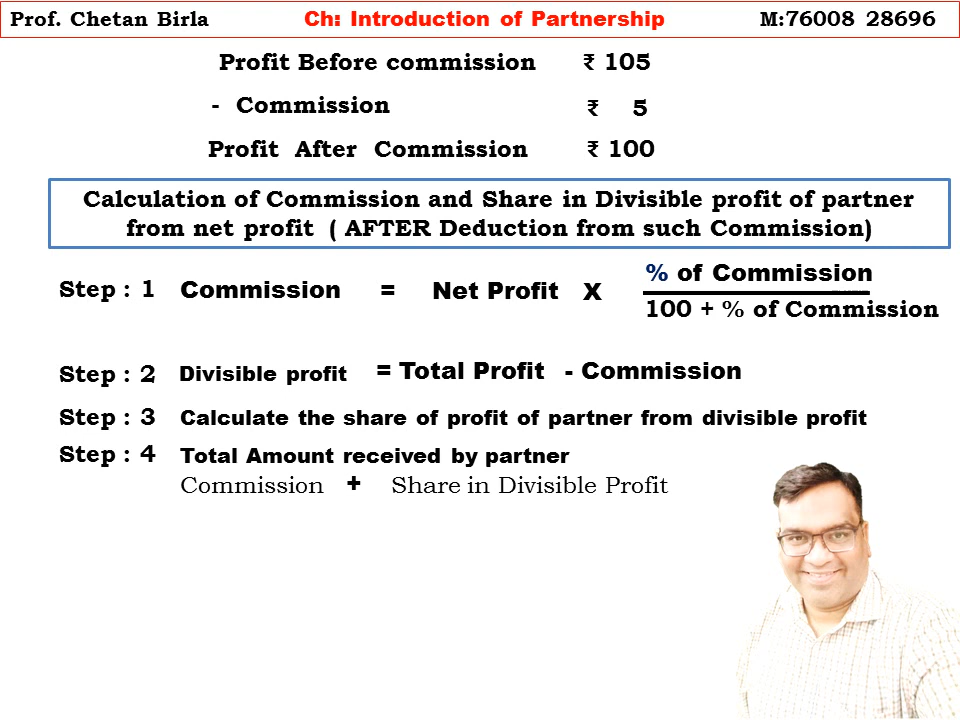 Prof. Chetan Birla Ch: Introduction of Partnership M:76008 28696
Profit Before commission ₹ 105
- Commission ₹ 5
Profit After Commission ₹ 100
Calculation of Commission and Share in Divisible profit of partner
from net profit ( AFTER Deduction from such Commission)
Step : 1 Commission = Net Profit X % of Commission
100 + % of Commission
Step : 2 Divisible profit = Total Profit - Commission
Step : 3 Calculate the share of profit of partner from divisible profit
Step : 4 Total Amount received by partner
Commission + Share in Divisible Profit